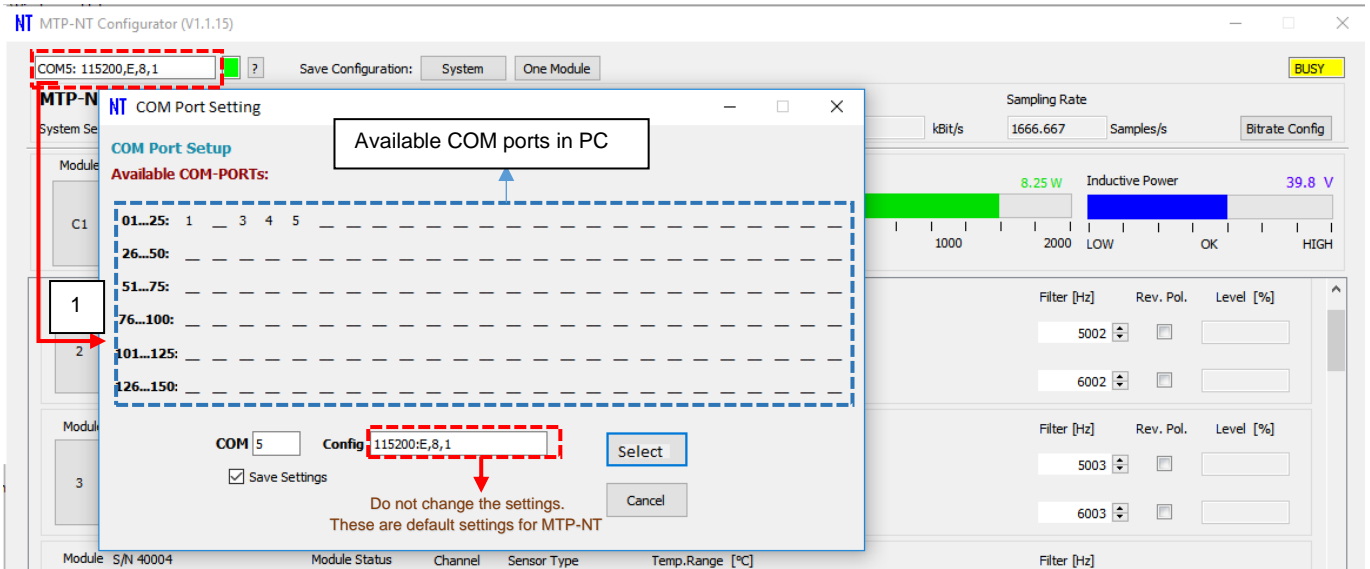 NT MTP-NT Configurator (V1.1.15)
COM5: 115200,E,8,1 ? Save Configuration: System One Module BUSY
MTP-N
System Se
Sampling Rate
kBit/s 1666.667 Samples/s Bitrate Config
NT COM Port Setting
Available COM ports in PC
COM Port Setup
Available COM-PORTs:
01...25: 1 _ 3 4 5 _ _ _ _ _ _ _ _ _ _ _ _ _ _ _ _ _ _ _ _
26...50: _ _ _ _ _ _ _ _ _ _ _ _ _ _ _ _ _ _ _ _ _ _ _ _ _
51...75: _ _ _ _ _ _ _ _ _ _ _ _ _ _ _ _ _ _ _ _ _ _ _ _ _
76...100: _ _ _ _ _ _ _ _ _ _ _ _ _ _ _ _ _ _ _ _ _ _ _ _ _
101...125: _ _ _ _ _ _ _ _ _ _ _ _ _ _ _ _ _ _ _ _ _ _ _ _ _
126...150: _ _ _ _ _ _ _ _ _ _ _ _ _ _ _ _ _ _ _ _ _ _ _ _ _
COM 5 Config 115200:E,8,1 Select
Save Settings
Cancel
Do not change the settings.
These are default settings for MTP-NT
1
Module
C1
8.25 W Inductive Power 39.8 V
1000 2000 LOW OK HIGH
2
Filter [Hz] Rev. Pol. Level [%]
5002
6002
Modul
3
Filter [Hz] Rev. Pol. Level [%]
5003
6003
Module S/N 40004 Module Status Channel Sensor Type Temp.Range [ºC] Filter [Hz]